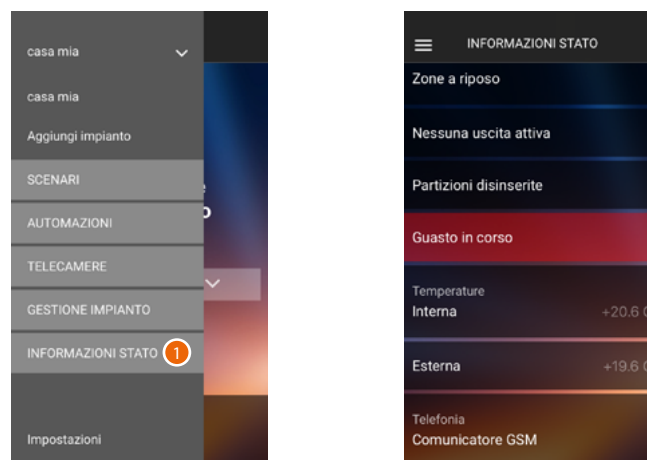 casa mia
casa mia
Aggiungi impianto
SCENARI
AUTOMAZIONI
TELECAMERE
GESTIONE IMPIANTO
INFORMAZIONI STATO 1
Impostazioni
INFORMAZIONI STATO
Zone a riposo
Nessuna uscita attiva
Partizioni disinserite
Guasto in corso
Temperature
Interna +20.6
Esterna +19.6
Telefonia
Comunicatore GSM